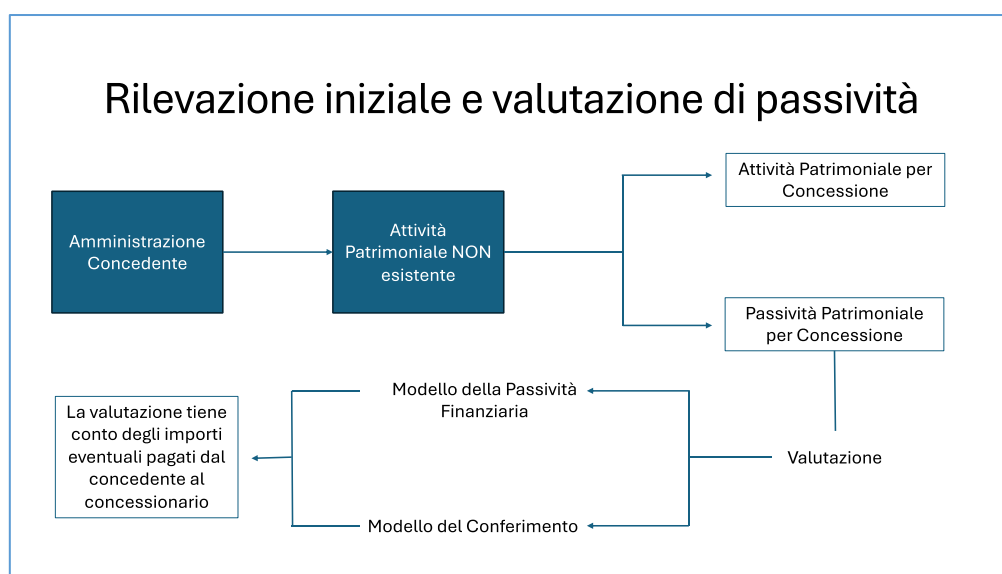 Rilevazione iniziale e valutazione di passività
Amministrazione
Concedente
Attività
Patrimoniale NON
esistente
Attività Patrimoniale per
Concessione
Passività Patrimoniale
per Concessione
Valutazione
Modello della Passività
Finanziaria
Modello del Conferimento
La valutazione tiene
conto degli importi
eventuali pagati dal
concedente al
concessionario